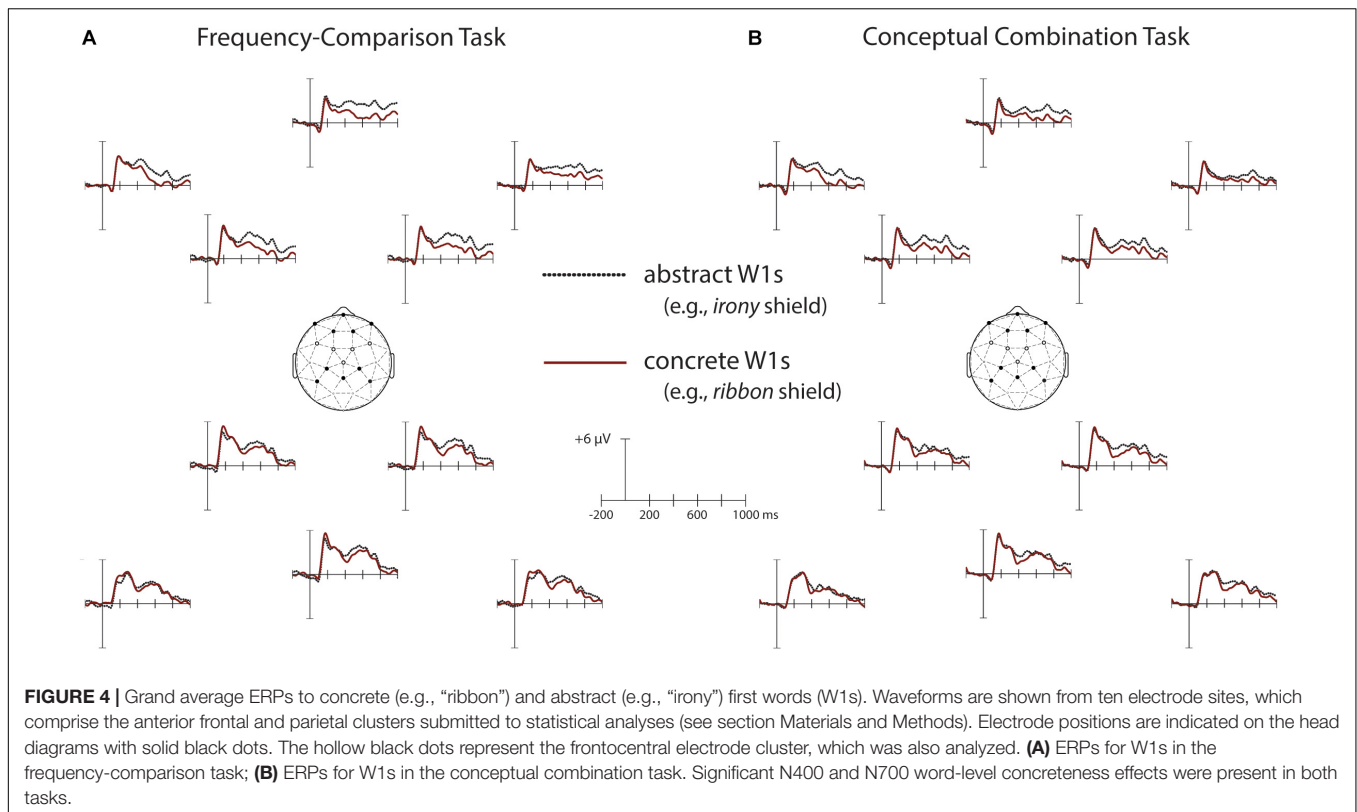 A Frequency-Comparison Task
B Conceptual Combination Task
abstract W1s
(e.g., irony shield)
concrete W1s
(e.g., ribbon shield)
+6 µV
-200 200 600 1000 ms
FIGURE 4 | Grand average ERPs to concrete (e.g., “ribbon”) and abstract (e.g., “irony”) first words (W1s). Waveforms are shown from ten electrode sites, which
comprise the anterior frontal and parietal clusters submitted to statistical analyses (see section Materials and Methods). Electrode positions are indicated on the head
diagrams with solid black dots. The hollow black dots represent the frontocentral electrode cluster, which was also analyzed. (A) ERPs for W1s in the
frequency-comparison task; (B) ERPs for W1s in the conceptual combination task. Significant N400 and N700 word-level concreteness effects were present in both
tasks.